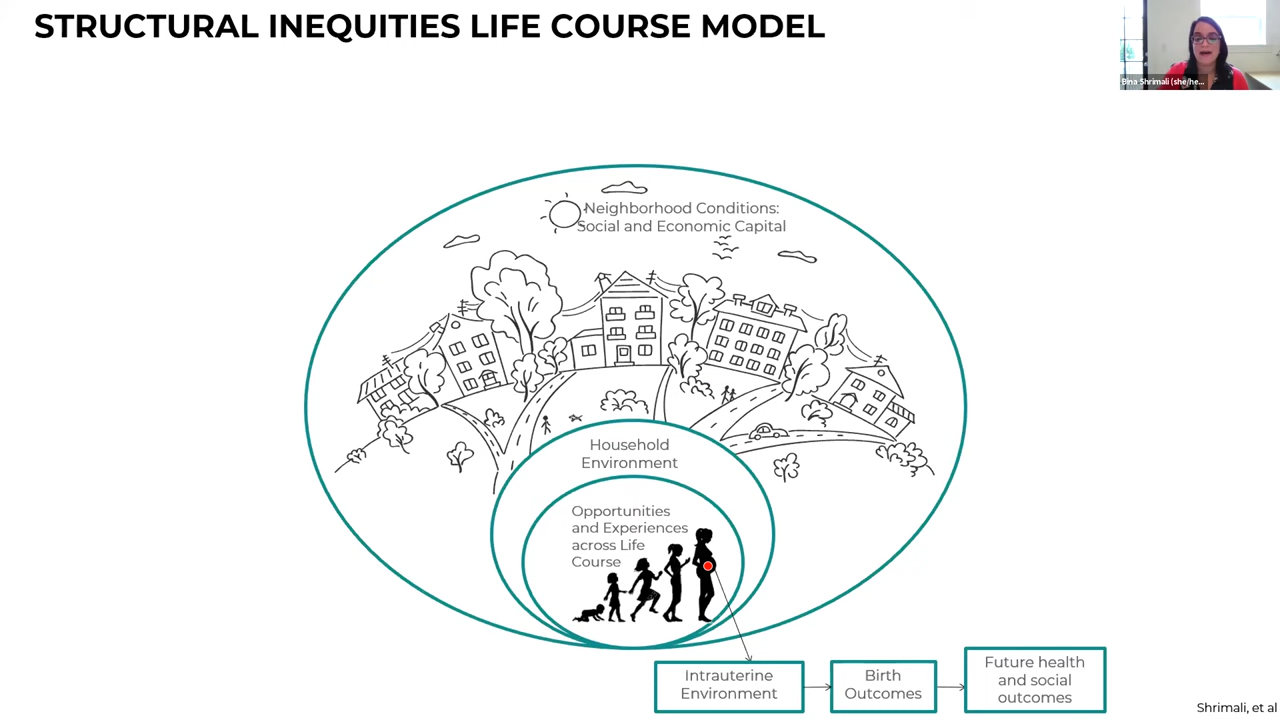 STRUCTURAL INEQUITIES LIFE COURSE MODEL
Bina Shrimali (she/he...
Neighborhood Conditions:
Social and Economic Capital
Household
Environment
Opportunities
and Experiences
across Life
Course
Intrauterine
Environment
Birth
Outcomes
Future health
and social
outcomes
Shrimali, et al